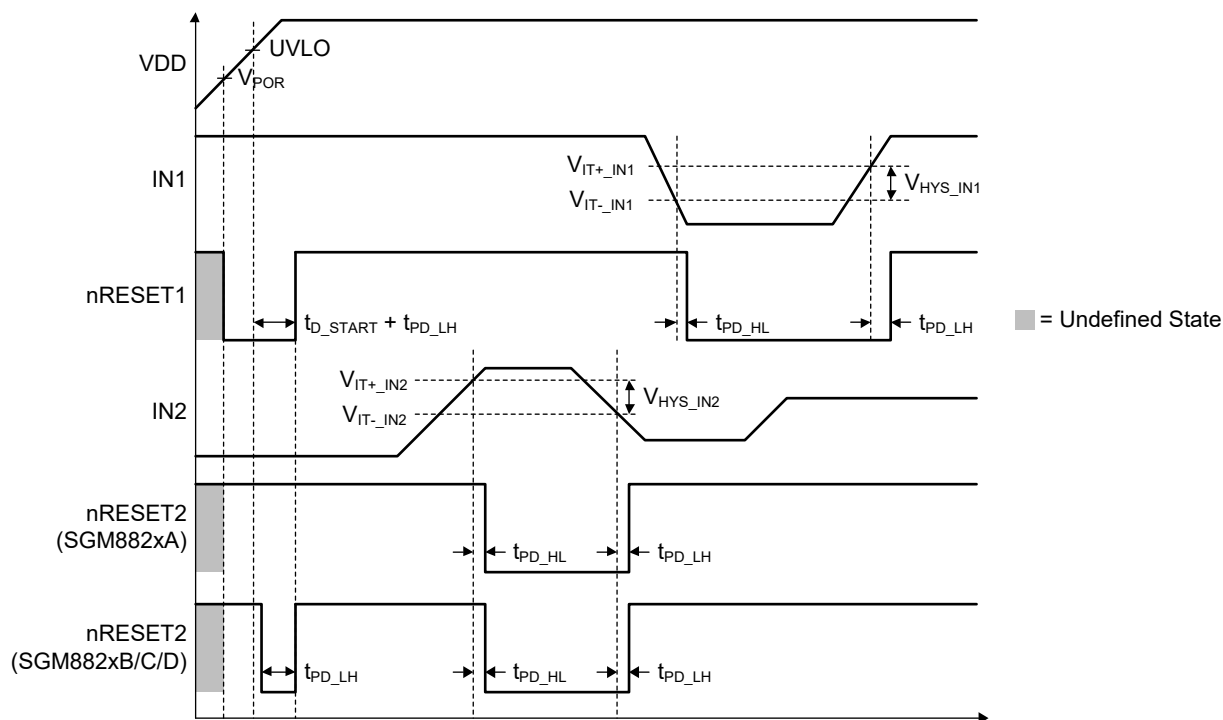 VDD
UVLO
VPOR
IN1
VIT+_IN1
VIT-_IN1
VHYS_IN1
nRESET1
tD_START + tPD_LH
tPD_HL
tPD_LH
= Undefined State
IN2
VIT+_IN2
VIT-_IN2
VHYS_IN2
nRESET2
(SGM882xA)
tPD_HL
tPD_LH
nRESET2
(SGM882xB/C/D)
tPD_LH
tPD_HL
tPD_LH